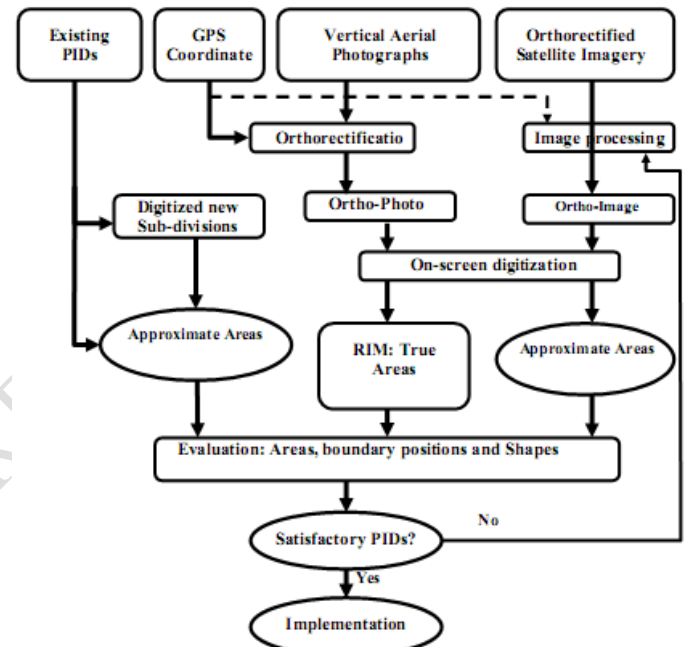 Existing
PIDs
GPS
Coordinate
Vertical Aerial
Photographs
Orthorectified
Satellite Imagery
Orthorectificatio
Image processing
Digitized new
Sub-divisions
Ortho-Photo
Ortho-Image
On-screen digitization
Approximate Areas
RIM: True
Areas
Approximate Areas
Evaluation: Areas, boundary positions and Shapes
Satisfactory PIDs?
No
Yes
Implementation